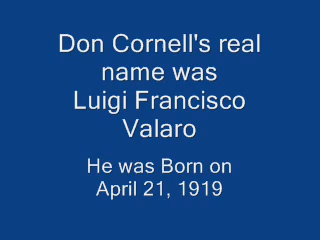 Don Cornell's real
name was
Luigi Francisco
Valaro
He was Born on
April 21, 1919